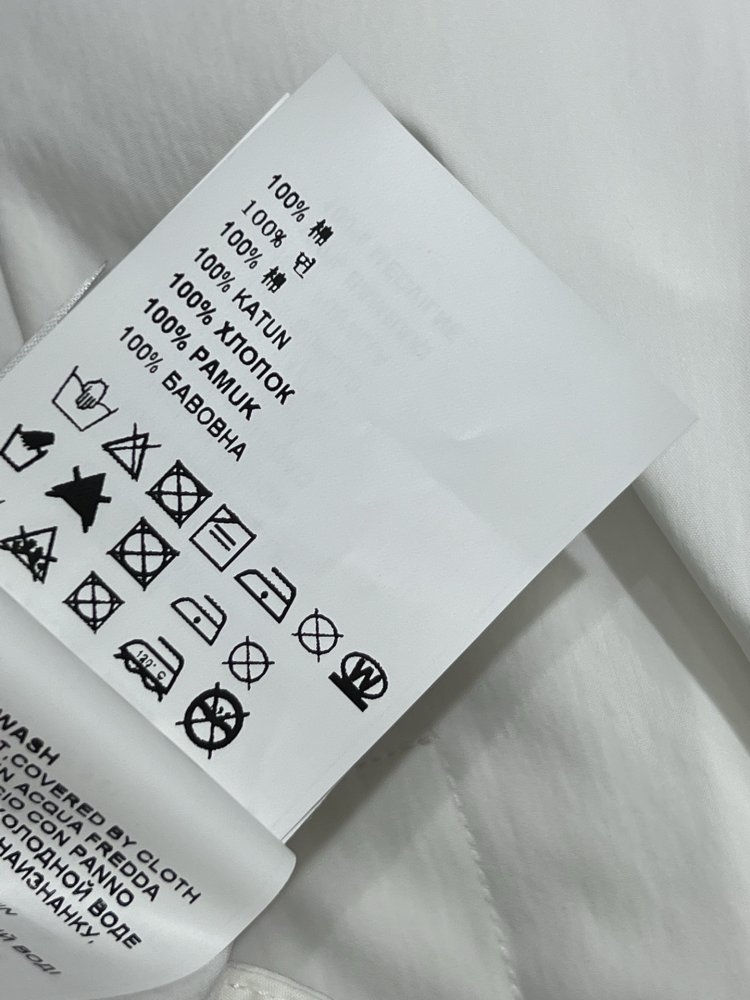 100% 棉
100% 면
100% 棉
100% KATUN
100% ХЛОПОК
100% PAMUK
100% БАВОВНА
W
120° C
WASH
COVERED BY CLOTH
ACQUA FREDDA
CON PANNO
ХОЛОДНОЙ ВОДЕ
НАИЗНАНКУ,